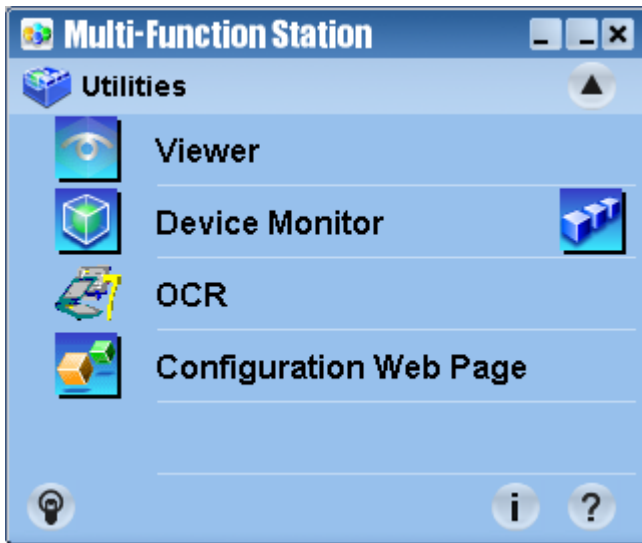 Multi-Function Station
Utilities
Viewer
Device Monitor
OCR
Configuration Web Page
i ?